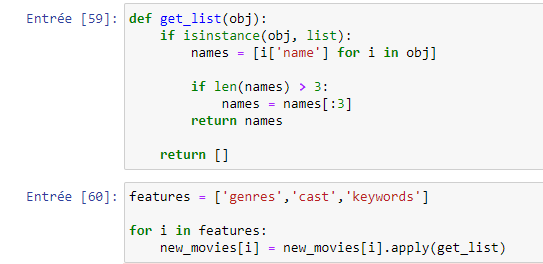 Entrée [59]: def get_list(obj):
    if isinstance(obj, list):
        names = [i['name'] for i in obj]

        if len(names) > 3:
            names = names[:3]
        return names

    return []

Entrée [60]: features = ['genres','cast','keywords']

for i in features:
    new_movies[i] = new_movies[i].apply(get_list)